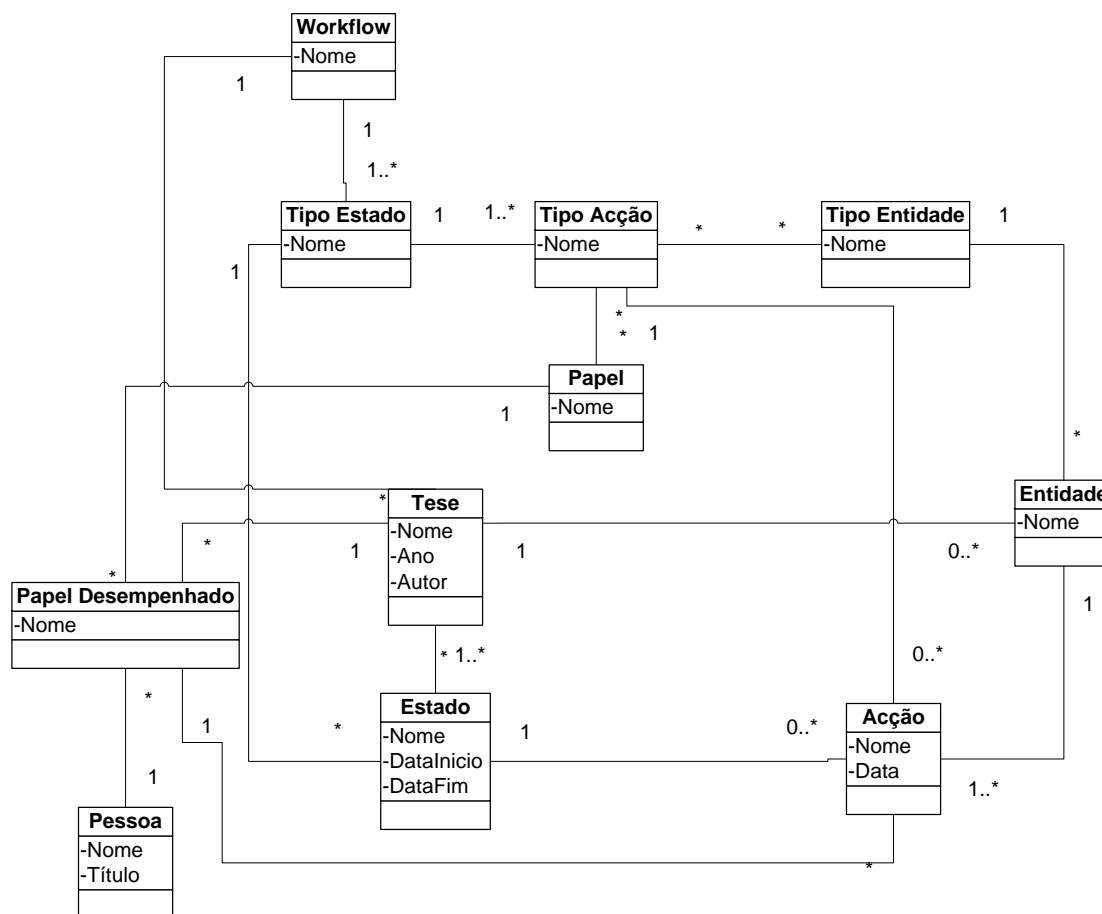 Workflow
-Nome
1
1
1..*
Tipo Estado
-Nome
1
1..*
Tipo Acção
-Nome
*
*
Tipo Entidade
-Nome
1
1
*
*
1
Papel
-Nome
1
*
*
Tese
-Nome
-Ano
-Autor
*
1
1
0..*
Entidade
-Nome
1
*
Papel Desempenhado
-Nome
*
1..*
*
1
1
Pessoa
-Nome
-Título
*
Estado
-Nome
-DataInicio
-DataFim
1
0..*
0..*
Acção
-Nome
-Data
1..*
*